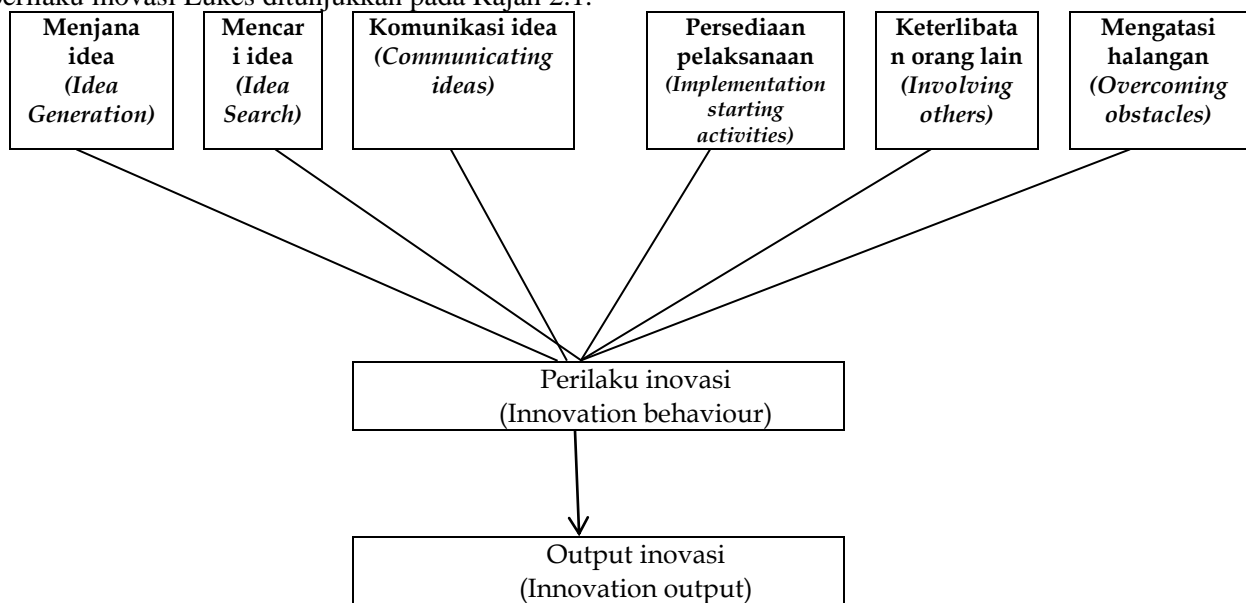 perilaku inovasi Lukes ditunjukkan pada Rajah 2.1.
Menjana
idea
(Idea
Generation)
Mencar
i idea
(Idea
Search)
Komunikasi idea
(Communicating
ideas)
Persediaan
pelaksanaan
(Implementation
starting
activities)
Keterlibata
n orang lain
(Involving
others)
Mengatasi
halangan
(Overcoming
obstacles)
Perilaku inovasi
(Innovation behaviour)
Output inovasi
(Innovation output)